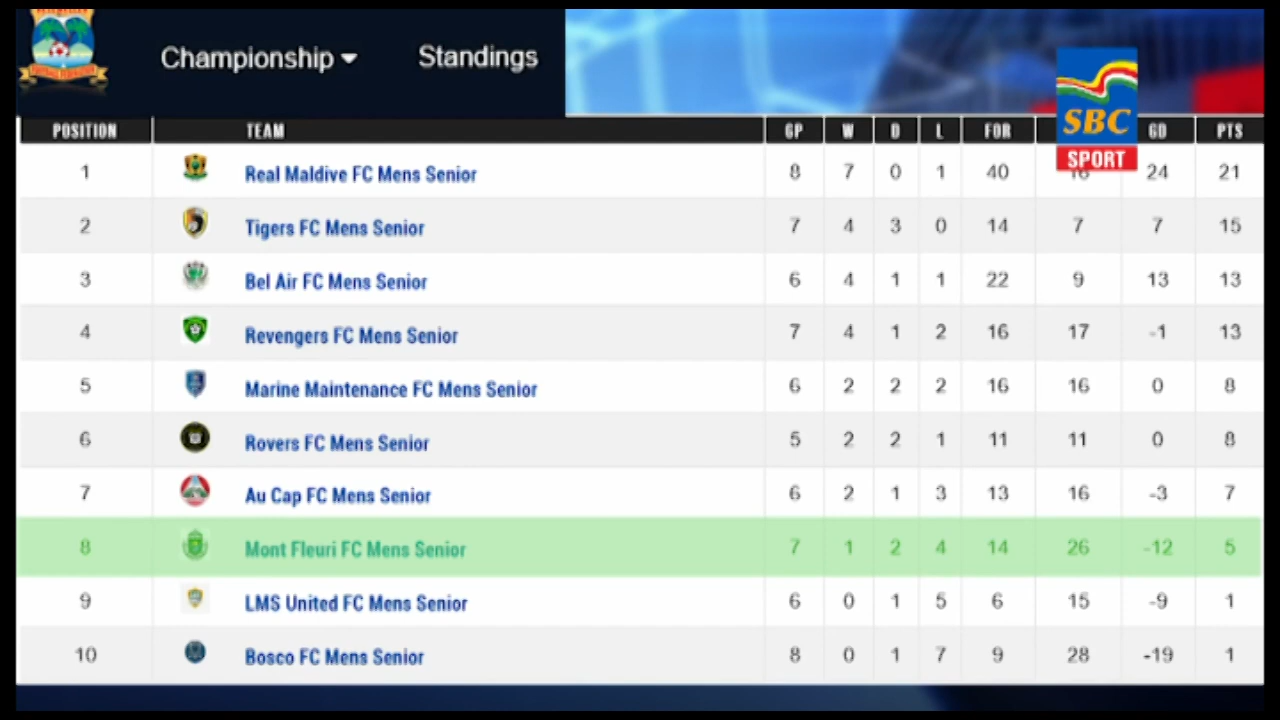 Championship Standings
SBC
SPORT
POSITION TEAM GP W D L FOR GD PTS
1 Real Maldive FC Mens Senior 8 7 0 1 40 16 24 21
2 Tigers FC Mens Senior 7 4 3 0 14 7 7 15
3 Bel Air FC Mens Senior 6 4 1 1 22 9 13 13
4 Revengers FC Mens Senior 7 4 1 2 16 17 -1 13
5 Marine Maintenance FC Mens Senior 6 2 2 2 16 16 0 8
6 Rovers FC Mens Senior 5 2 2 1 11 11 0 8
7 Au Cap FC Mens Senior 6 2 1 3 13 16 -3 7
8 Mont Fleuri FC Mens Senior 7 1 2 4 14 26 -12 5
9 LMS United FC Mens Senior 6 0 1 5 6 15 -9 1
10 Bosco FC Mens Senior 8 0 1 7 9 28 -19 1